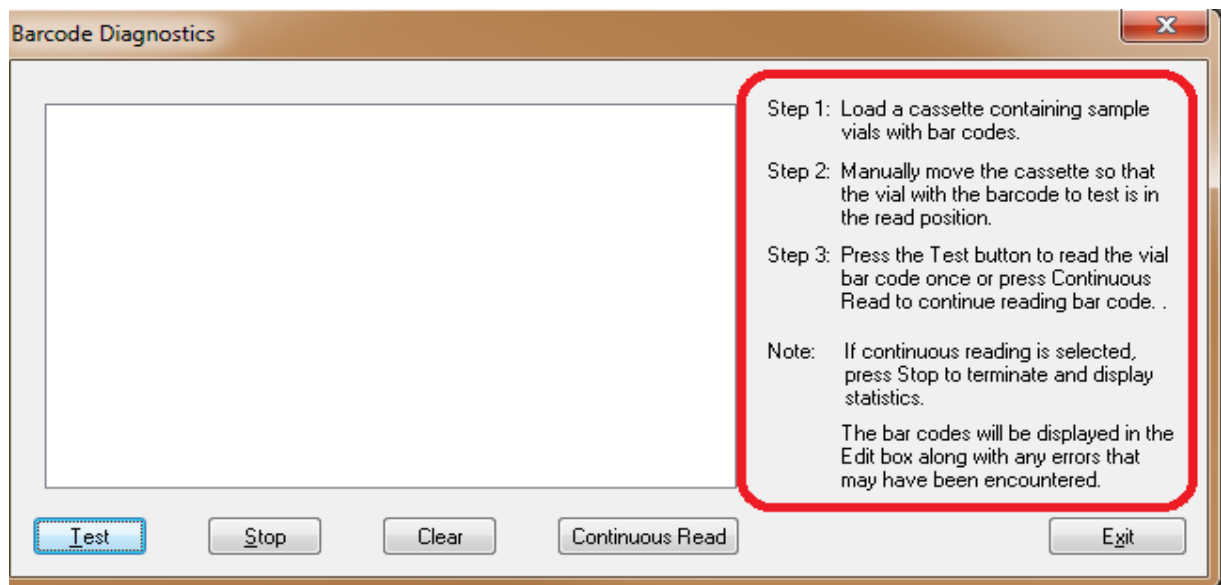 Barcode Diagnostics
X
Step 1: Load a cassette containing sample
vials with bar codes.
Step 2: Manually move the cassette so that
the vial with the barcode to test is in
the read position.
Step 3: Press the Test button to read the vial
bar code once or press Continuous
Read to continue reading bar code. .
Note: If continuous reading is selected,
press Stop to terminate and display
statistics.
The bar codes will be displayed in the
Edit box along with any errors that
may have been encountered.
Test Stop Clear Continuous Read Exit